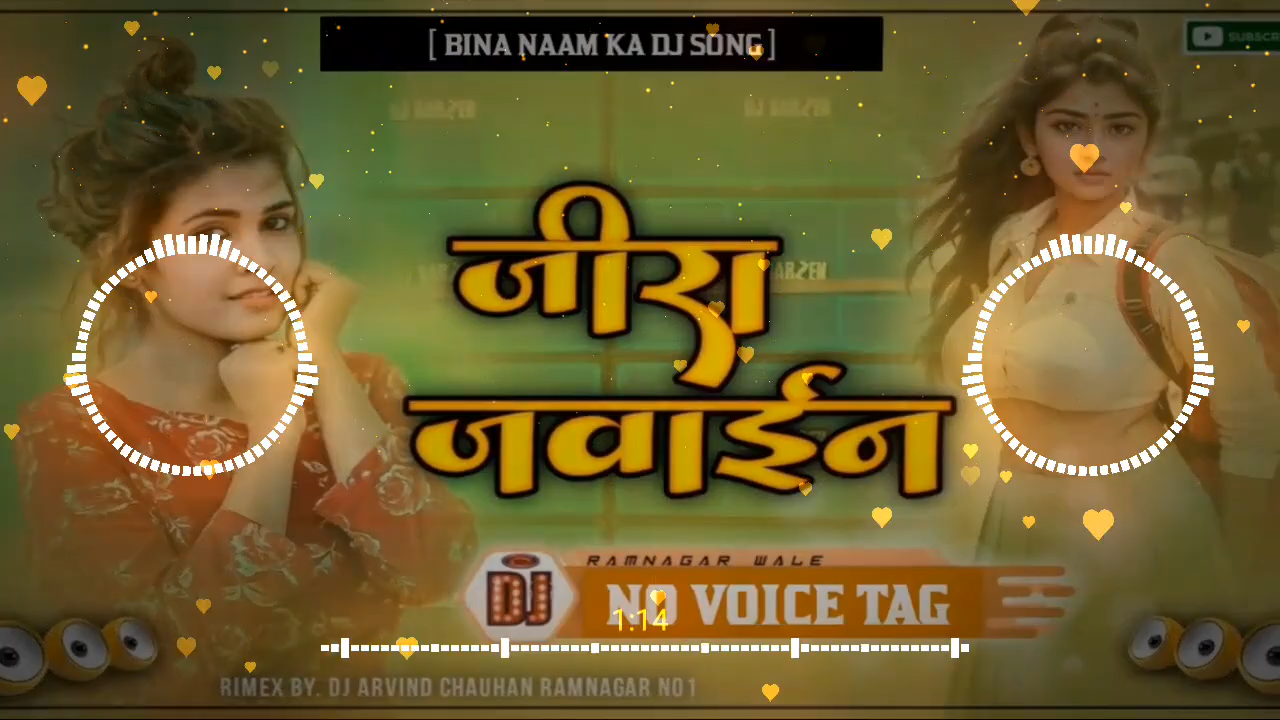 [ BINA NAAM KA DJ SONG ]
SUBSCR
जीरा
जवाईन
RAMNAGAR WALE
DJ
NO VOICE TAG
1:14
RIMEX BY. DJ ARVIND CHAUHAN RAMNAGAR NO1